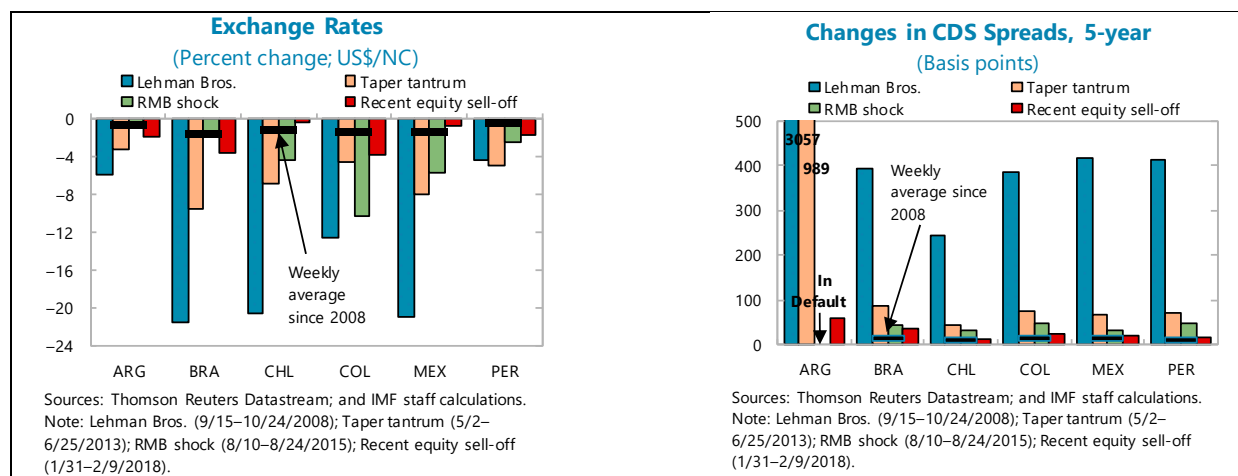 Exchange Rates
(Percent change; US$/NC)
Lehman Bros. Taper tantrum
RMB shock Recent equity sell-off
0
−4
−8
−12
−16
−20
−24
Weekly
average
since 2008
ARG BRA CHL COL MEX PER
Sources: Thomson Reuters Datastream; and IMF staff calculations.
Note: Lehman Bros. (9/15–10/24/2008); Taper tantrum (5/2–
6/25/2013); RMB shock (8/10–8/24/2015); Recent equity sell-off
(1/31–2/9/2018).
Changes in CDS Spreads, 5-year
(Basis points)
Lehman Bros. Taper tantrum
RMB shock Recent equity sell-off
500
400
300
200
100
0
3057
989
Weekly
average since
2008
In
Default
ARG BRA CHL COL MEX PER
Sources: Thomson Reuters Datastream; and IMF staff calculations.
Note: Lehman Bros. (9/15–10/24/2008); Taper tantrum (5/2–
6/25/2013); RMB shock (8/10–8/24/2015); Recent equity sell-off
(1/31–2/9/2018).